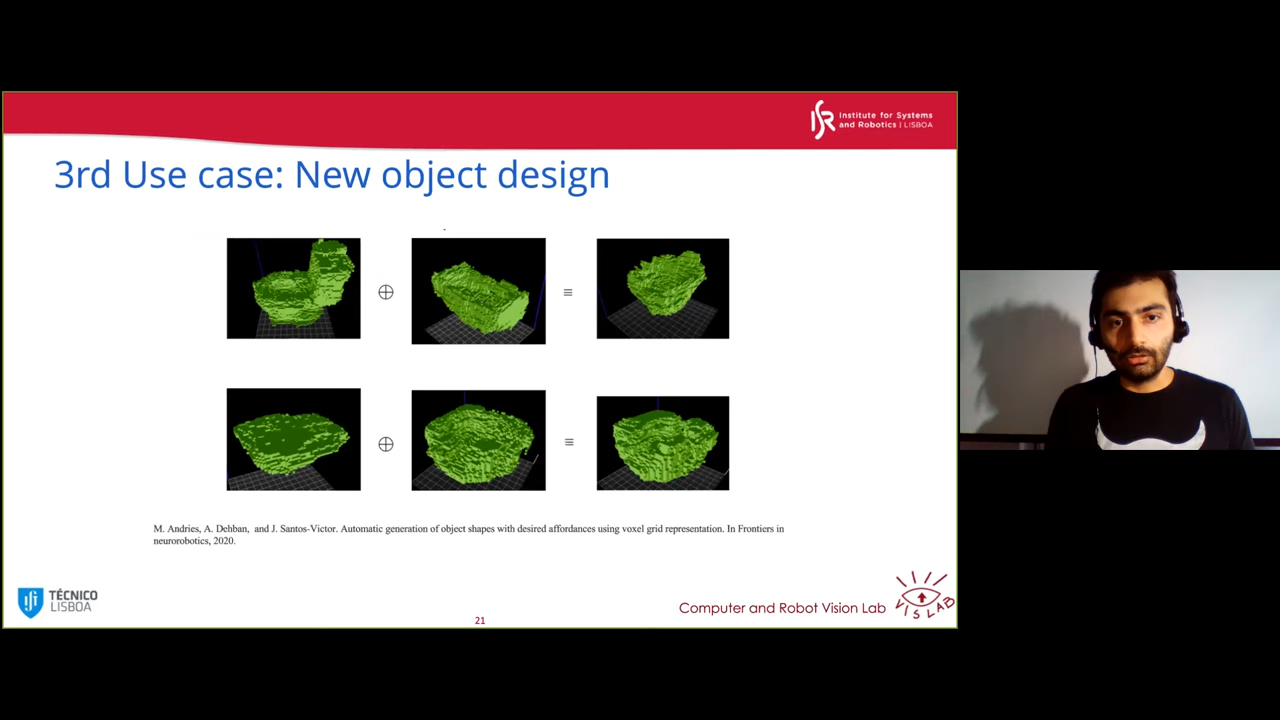 Institute for Systems
and Robotics | LISBOA
3rd Use case: New object design
⊕
≡
⊕
≡
M. Andries, A. Dehban, and J. Santos-Victor. Automatic generation of object shapes with desired affordances using voxel grid representation. In Frontiers in
neurorobotics, 2020.
TÉCNICO
LISBOA
21
Computer and Robot Vision Lab
VISLAB